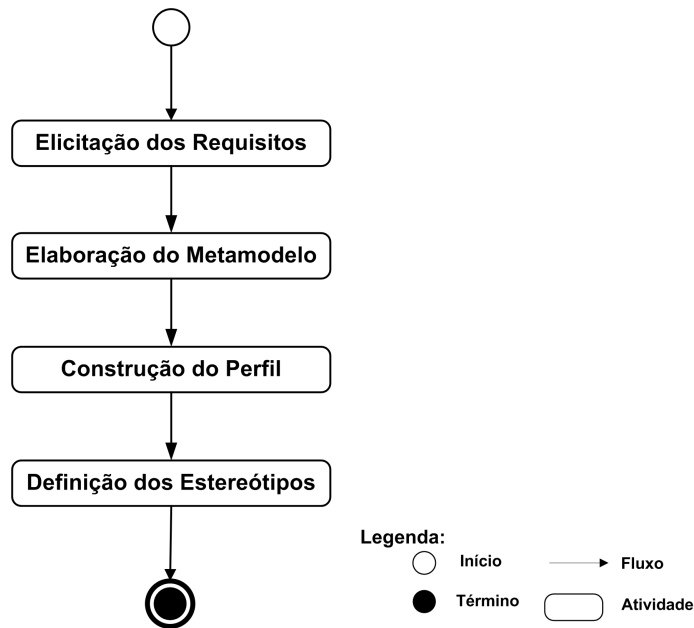 Elicitação dos Requisitos
Elaboração do Metamodelo
Construção do Perfil
Definição dos Estereótipos
Legenda:
Início
Fluxo
Término
Atividade